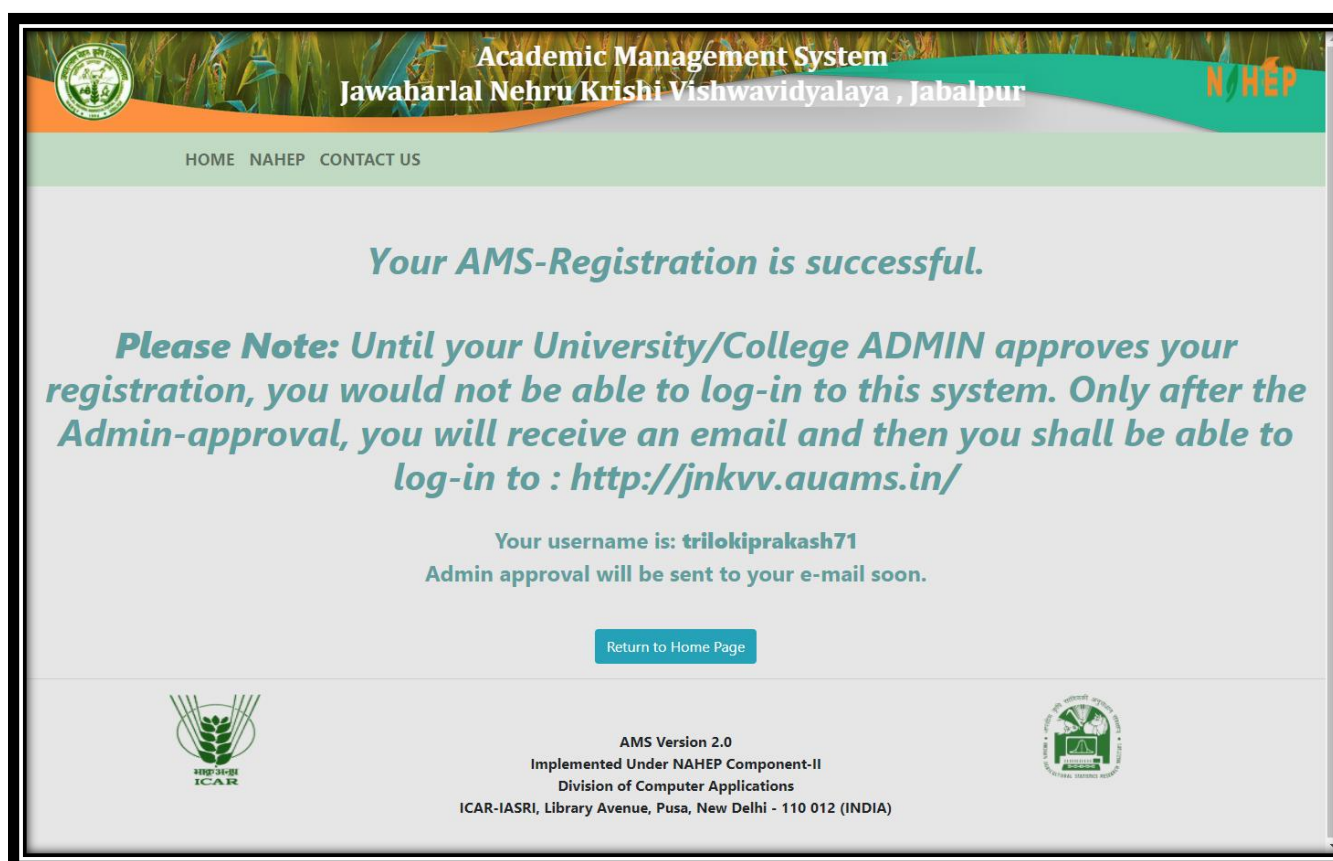 Academic Management System
Jawaharlal Nehru Krishi Vishwavidyalaya , Jabalpur
NAHEP
HOME NAHEP CONTACT US
Your AMS-Registration is successful.
Please Note: Until your University/College ADMIN approves your
registration, you would not be able to log-in to this system. Only after the
Admin-approval, you will receive an email and then you shall be able to
log-in to : http://jnkvv.auams.in/
Your username is: trilokiprakash71
Admin approval will be sent to your e-mail soon.
Return to Home Page
भाकृअनुप
ICAR
AMS Version 2.0
Implemented Under NAHEP Component-II
Division of Computer Applications
ICAR-IASRI, Library Avenue, Pusa, New Delhi - 110 012 (INDIA)